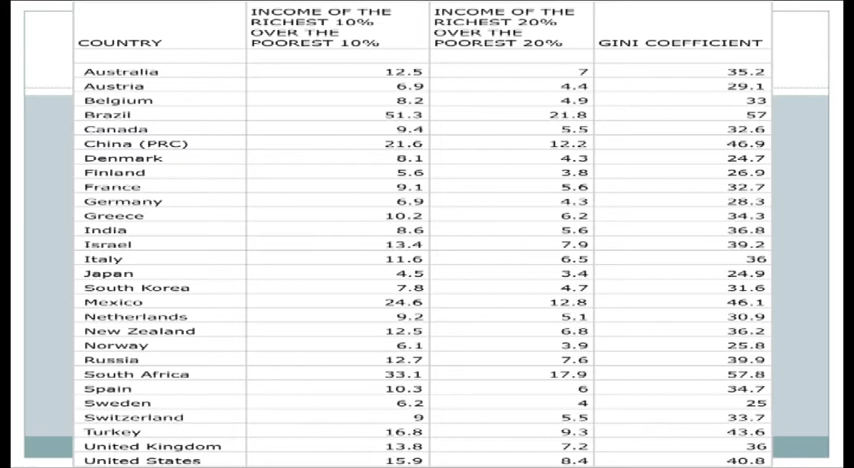 COUNTRY INCOME OF THE RICHEST 10% OVER THE POOREST 10% INCOME OF THE RICHEST 20% OVER THE POOREST 20% GINI COEFFICIENT
Australia 12.5 7 35.2
Austria 6.9 4.4 29.1
Belgium 8.2 4.9 33
Brazil 51.3 21.8 57
Canada 9.4 5.5 32.6
China (PRC) 21.6 12.2 46.9
Denmark 8.1 4.3 24.7
Finland 5.6 3.8 26.9
France 9.1 5.6 32.7
Germany 6.9 4.3 28.3
Greece 10.2 6.2 34.3
India 8.6 5.6 36.8
Israel 13.4 7.9 39.2
Italy 11.6 6.5 36
Japan 4.5 3.4 24.9
South Korea 7.8 4.7 31.6
Mexico 24.6 12.8 46.1
Netherlands 9.2 5.1 30.9
New Zealand 12.5 6.8 36.2
Norway 6.1 3.9 25.8
Russia 12.7 7.6 39.9
South Africa 33.1 17.9 57.8
Spain 10.3 6 34.7
Sweden 6.2 4 25
Switzerland 9 5.5 33.7
Turkey 16.8 9.3 43.6
United Kingdom 13.8 7.2 36
United States 15.9 8.4 40.8